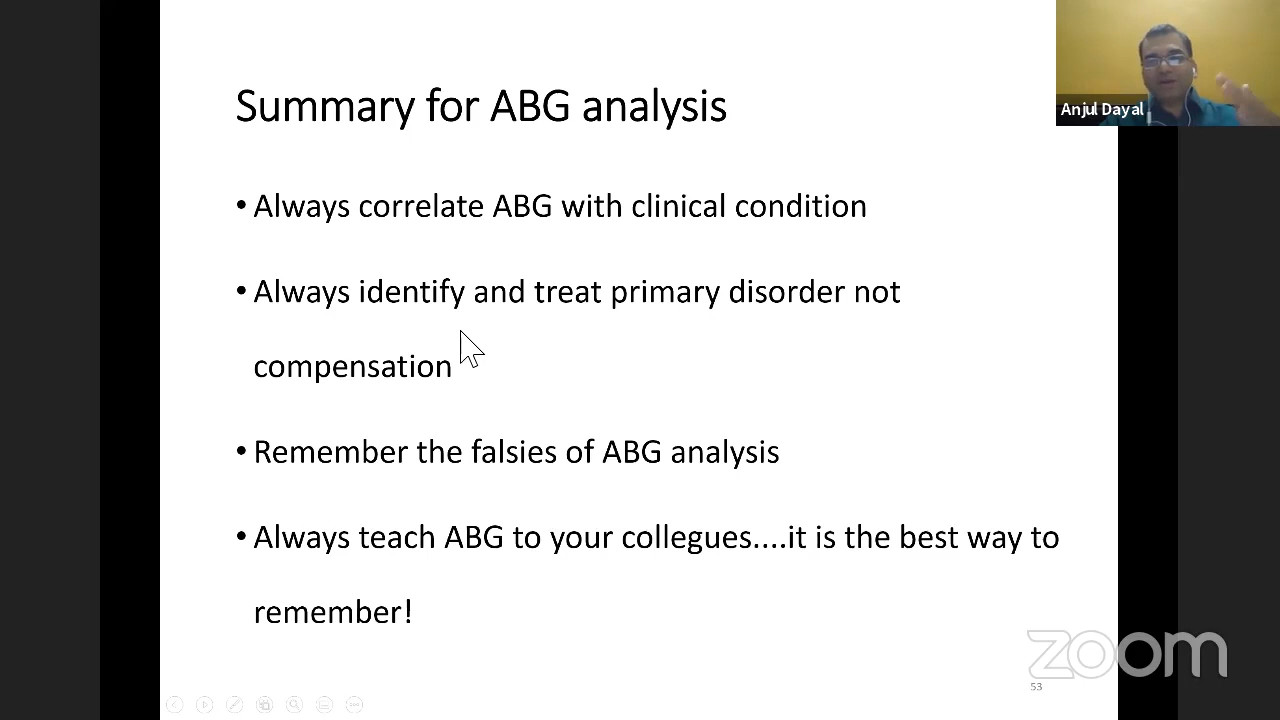 Summary for ABG analysis
Anjul Dayal
• Always correlate ABG with clinical condition
• Always identify and treat primary disorder not
compensation
• Remember the falsies of ABG analysis
• Always teach ABG to your collegues....it is the best way to
remember!
zoom
53